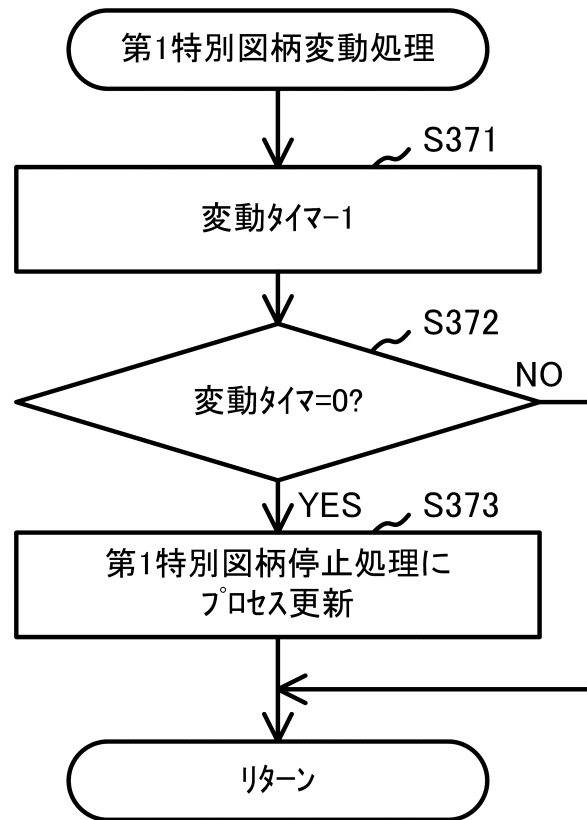 第1特別図柄変動処理
S371
変動ﾀｲﾏ-1
S372
変動ﾀｲﾏ=0?
NO
YES
S373
第1特別図柄停止処理に
ﾌﾟﾛｾｽ更新
ﾘﾀｰﾝ